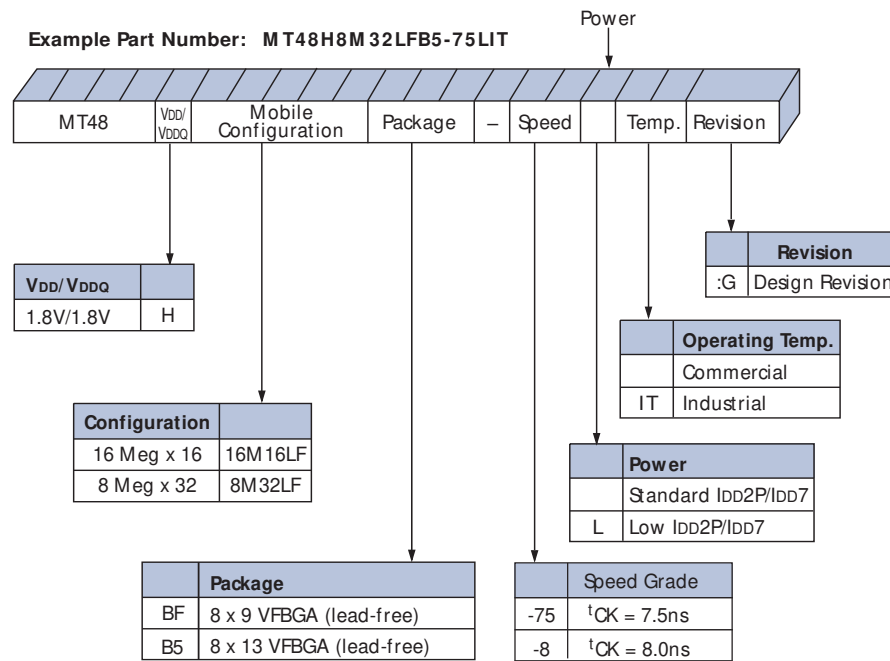 Power
Example Part Number: MT48H8M32LFB5-75LIT
MT48
VDD/
VDDQ
Mobile
Configuration
Package
–
Speed
Temp.
Revision
Revision
:G Design Revision
VDD/VDDQ
1.8V/1.8V H
Operating Temp.
Commercial
IT Industrial
Configuration
16 Meg x 16 16M16LF
8 Meg x 32 8M32LF
Power
Standard IDD2P/IDD7
L Low IDD2P/IDD7
Package
BF 8 x 9 VFBGA (lead-free)
B5 8 x 13 VFBGA (lead-free)
Speed Grade
-75 tCK = 7.5ns
-8 tCK = 8.0ns